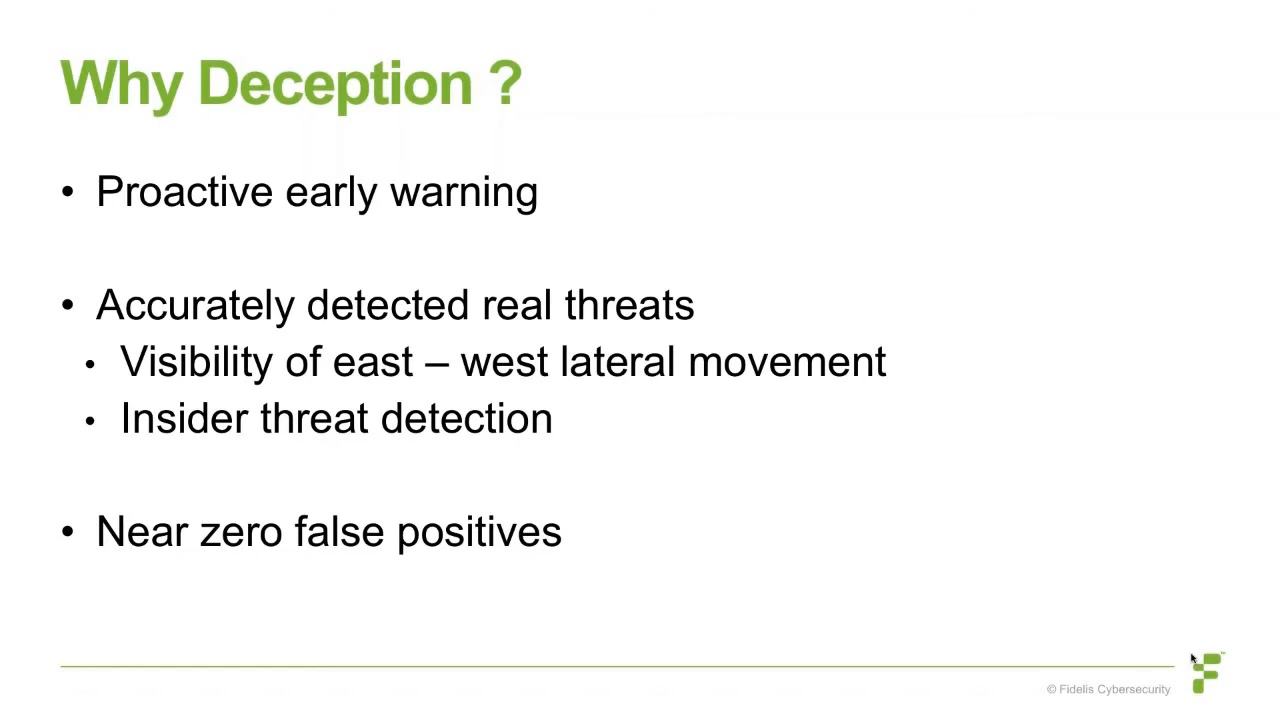 Why Deception ?
• Proactive early warning
• Accurately detected real threats
• Visibility of east – west lateral movement
• Insider threat detection
• Near zero false positives
© Fidelis Cybersecurity